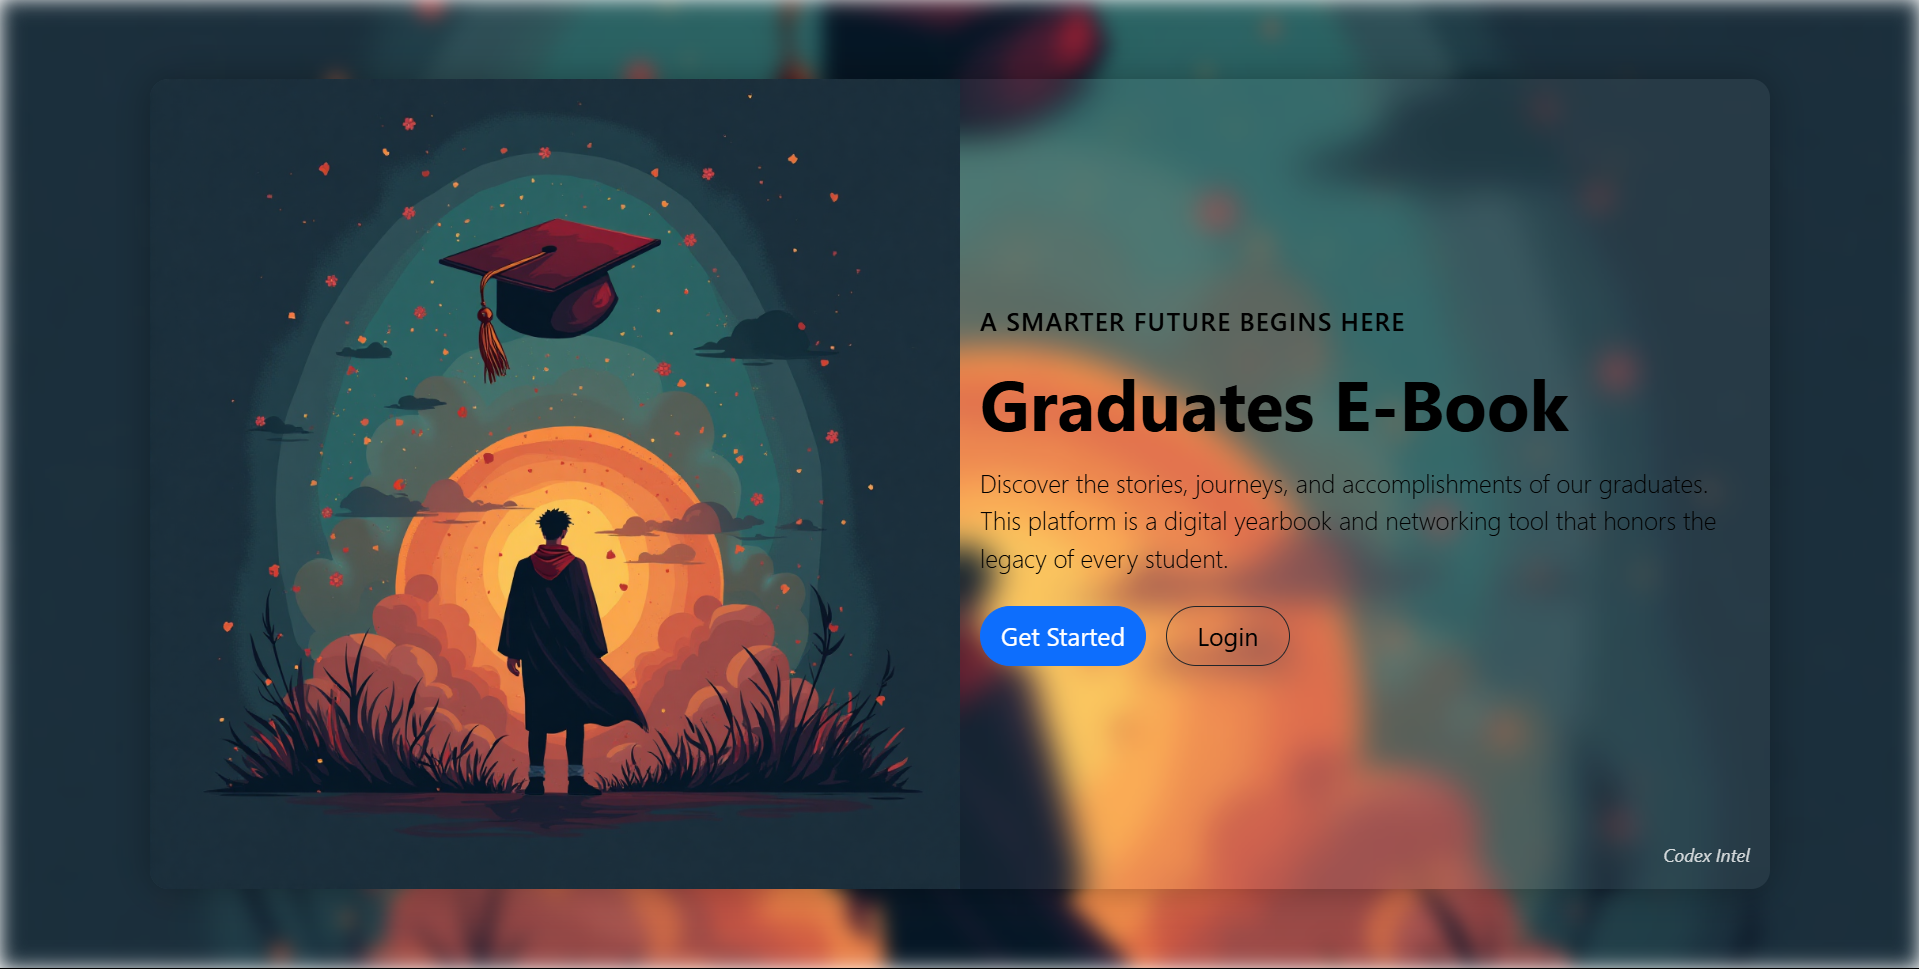 A SMARTER FUTURE BEGINS HERE
Graduates E-Book
Discover the stories, journeys, and accomplishments of our graduates.
This platform is a digital yearbook and networking tool that honors the
legacy of every student.
Get Started
Login
Codex Intel